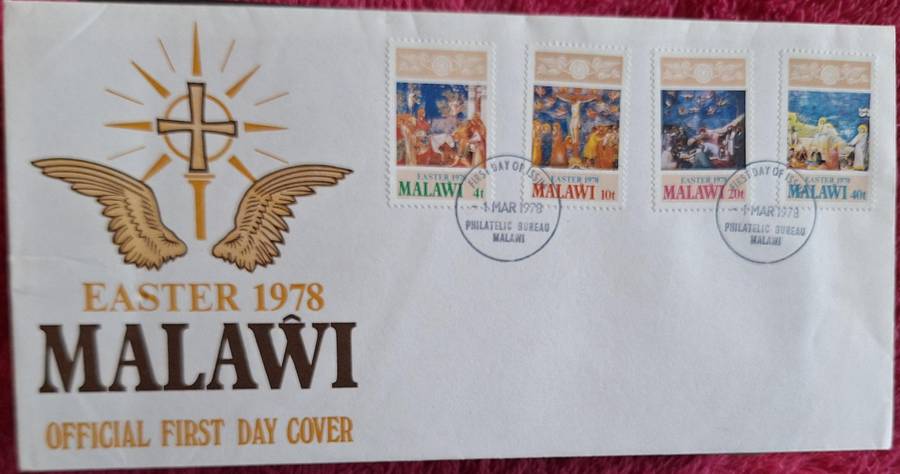 EASTER 1978
MALAŴI
OFFICIAL FIRST DAY COVER
EASTER 1978
MALAWI 4t
EASTER 1978
MALAWI 10t
EASTER 1978
MALAWI 20t
EASTER 1978
MALAWI 40t
FIRST DAY OF ISSUE
-1 MAR 1978
PHILATELIC BUREAU
MALAWI
FIRST DAY OF ISSUE
-1 MAR 1978
PHILATELIC BUREAU
MALAWI